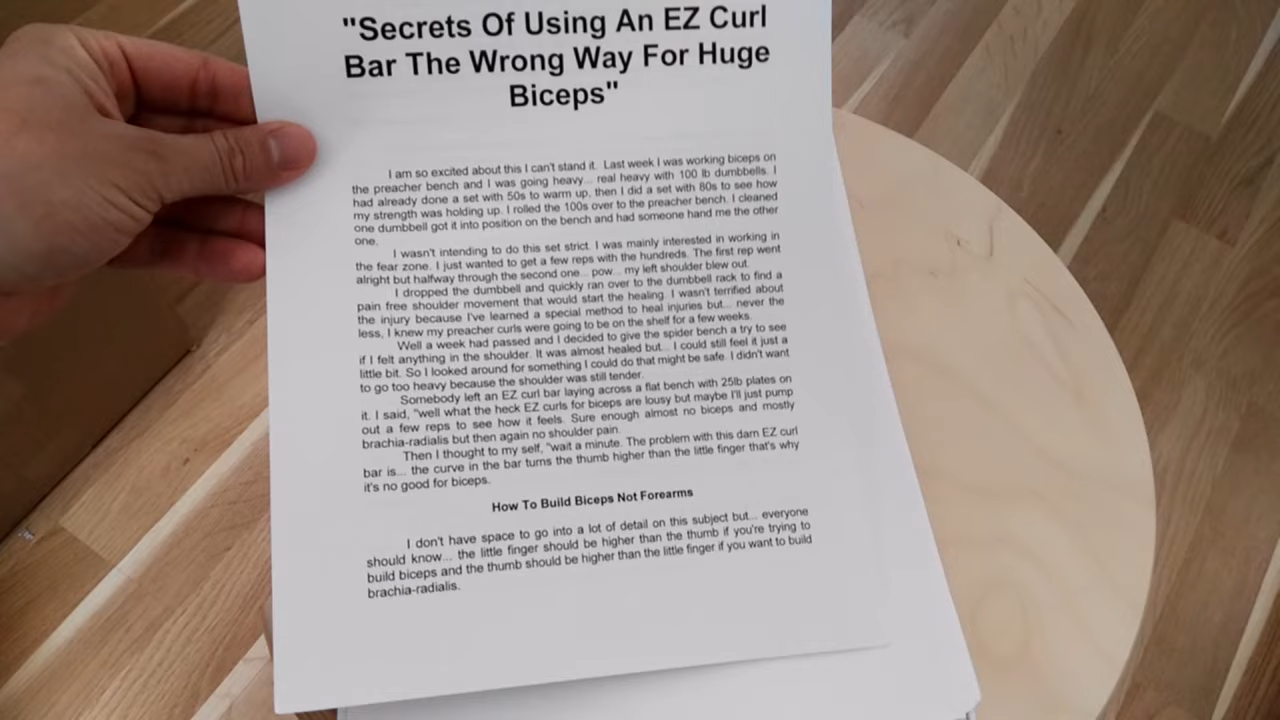 "Secrets Of Using An EZ Curl
Bar The Wrong Way For Huge
Biceps"
I am so excited about this I can't stand it. Last week I was working biceps on
the preacher bench and I was going heavy... real heavy with 100 lb dumbbells. I
had already done a set with 50s to warm up, then I did a set with 80s to see how
my strength was holding up. I rolled the 100s over to the preacher bench. I cleaned
one dumbbell got it into position on the bench and had someone hand me the other
one.
I wasn't intending to do this set strict. I was mainly interested in working in
the fear zone. I just wanted to get a few reps with the hundreds. The first rep went
alright but halfway through the second one... pow... my left shoulder blew out.
I dropped the dumbbell and quickly ran over to the dumbbell rack to find a
pain free shoulder movement that would start the healing. I wasn't terrified about
the injury because I've learned a special method to heal injuries but... never the
less, I knew my preacher curls were going to be on the shelf for a few weeks.
Well a week had passed and I decided to give the spider bench a try to see
if I felt anything in the shoulder. It was almost healed but... I could still feel it just a
little bit. So I looked around for something I could do that might be safe. I didn't want
to go too heavy because the shoulder was still tender.
Somebody left an EZ curl bar laying across a flat bench with 25lb plates on
it. I said, "well what the heck EZ curls for biceps are lousy but maybe I'll just pump
out a few reps to see how it feels. Sure enough almost no biceps and mostly
brachia-radialis but then again no shoulder pain.
Then I thought to my self, "wait a minute. The problem with this darn EZ curl
bar is... the curve in the bar turns the thumb higher than the little finger that's why
it's no good for biceps.
How To Build Biceps Not Forearms
I don't have space to go into a lot of detail on this subject but... everyone
should know... the little finger should be higher than the thumb if you're trying to
build biceps and the thumb should be higher than the little finger if you want to build
brachia-radialis.